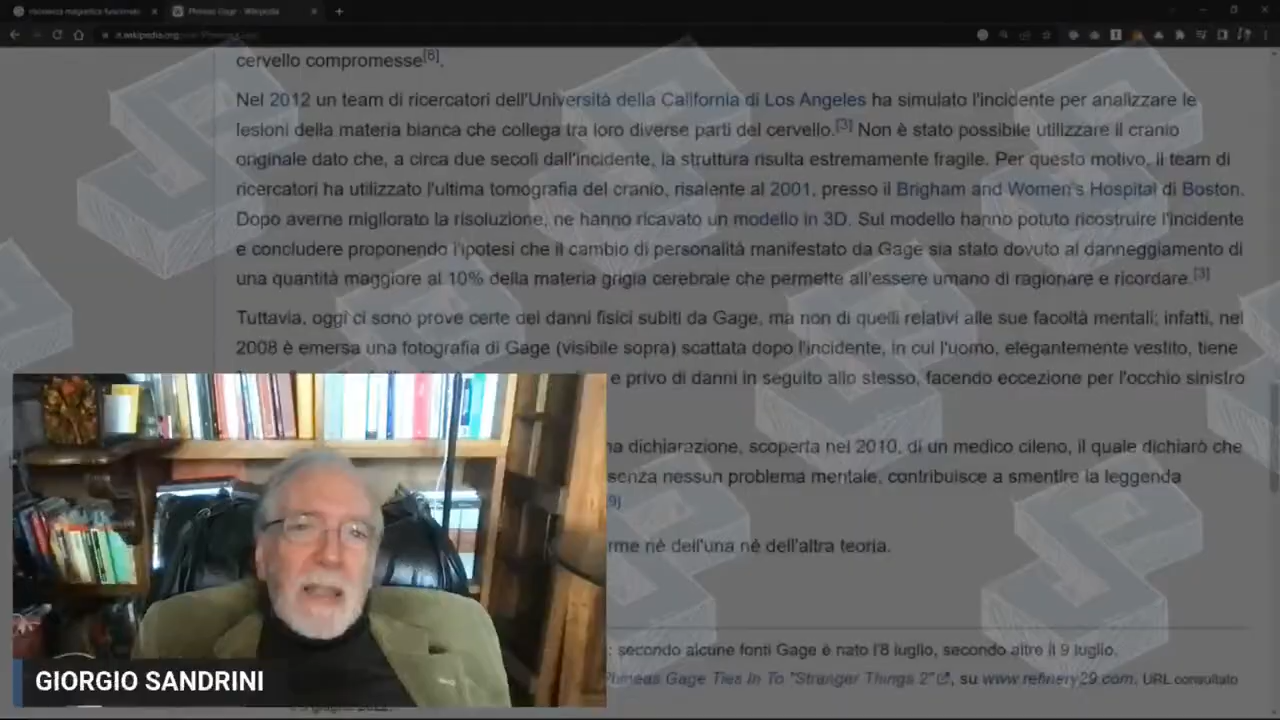 Phineas Gage - Wikipedia
it.wikipedia.org
cervello compromesse[8].
Nel 2012 un team di ricercatori dell'Università della California di Los Angeles ha simulato l'incidente per analizzare le
lesioni della materia bianca che collega tra loro diverse parti del cervello.[3] Non è stato possibile utilizzare il cranio
originale dato che, a circa due secoli dall'incidente, la struttura risulta estremamente fragile. Per questo motivo, il team di
ricercatori ha utilizzato l'ultima tomografia del cranio, risalente al 2001, presso il Brigham and Women's Hospital di Boston.
Dopo averne migliorato la risoluzione, ne hanno ricavato un modello in 3D. Sul modello hanno potuto ricostruire l'incidente
e concludere proponendo l'ipotesi che il cambio di personalità manifestato da Gage sia stato dovuto al danneggiamento di
una quantità maggiore al 10% della materia grigia cerebrale che permette all'essere umano di ragionare e ricordare.[3]
Tuttavia, oggi ci sono prove certe dei danni fisici subiti da Gage, ma non di quelli relativi alle sue facoltà mentali; infatti, nel
2008 è emersa una fotografia di Gage (visibile sopra) scattata dopo l'incidente, in cui l'uomo, elegantemente vestito, tiene
e privo di danni in seguito allo stesso, facendo eccezione per l'occhio sinistro
na dichiarazione, scoperta nel 2010, di un medico cileno, il quale dichiarò che
senza nessun problema mentale, contribuisce a smentire la leggenda
9]
rme né dell'una né dell'altra teoria.
: secondo alcune fonti Gage è nato l'8 luglio, secondo altre il 9 luglio.
Phineas Gage Ties In To "Stranger Things 2", su www.refinery29.com. URL consultato
GIORGIO SANDRINI